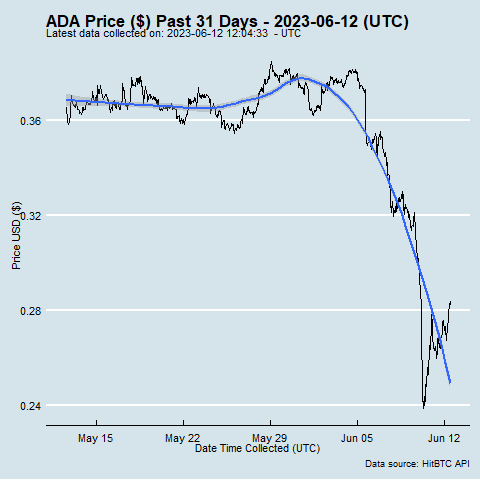 ADA Price ($) Past 31 Days - 2023-06-12 (UTC)
Latest data collected on: 2023-06-12 12:04:33 - UTC
0.36
0.32
0.28
0.24
Price USD ($)
May 15 May 22 May 29 Jun 05 Jun 12
Date Time Collected (UTC)
Data source: HitBTC API